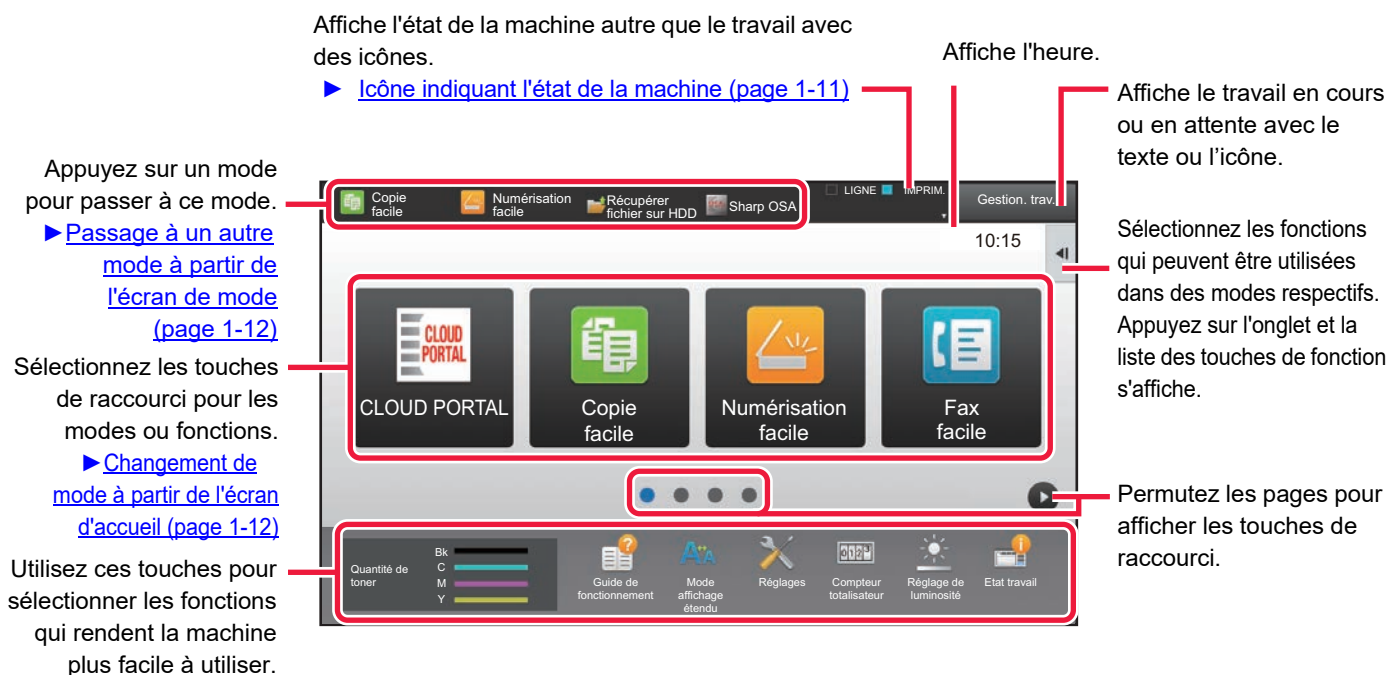 Affiche l'état de la machine autre que le travail avec
des icônes.
► Icône indiquant l'état de la machine (page 1-11)
Affiche l'heure.
Affiche le travail en cours
ou en attente avec le
texte ou l’icône.
Appuyez sur un mode
pour passer à ce mode.
►Passage à un autre
mode à partir de
l'écran de mode
(page 1-12)
Sélectionnez les touches
de raccourci pour les
modes ou fonctions.
►Changement de
mode à partir de l'écran
d'accueil (page 1-12)
Utilisez ces touches pour
sélectionner les fonctions
qui rendent la machine
plus facile à utiliser.
Copie
facile
Numérisation
facile
Récupérer
fichier sur HDD
Sharp OSA
LIGNE
IMPRIM.
Gestion. trav.
10:15
CLOUD
PORTAL
CLOUD PORTAL
Copie
facile
Numérisation
facile
Fax
facile
Quantité de
toner
Bk
C
M
Y
Guide de
fonctionnement
Mode
affichage
étendu
Réglages
Compteur
totalisateur
Réglage de
luminosité
Etat travail
Sélectionnez les fonctions
qui peuvent être utilisées
dans des modes respectifs.
Appuyez sur l'onglet et la
liste des touches de fonction
s'affiche.
Permutez les pages pour
afficher les touches de
raccourci.